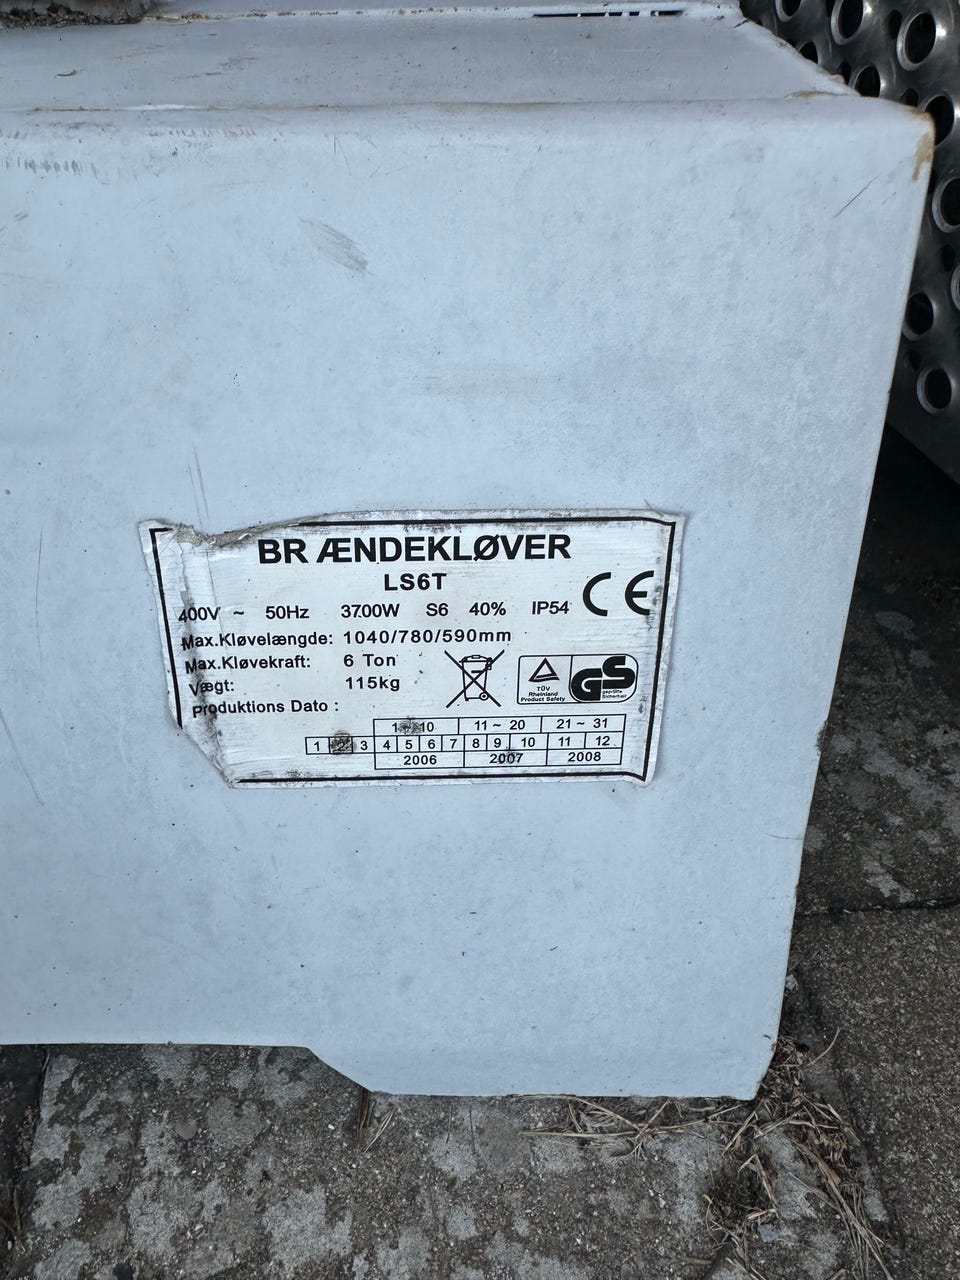 BR ÆNDEKLØVER
LS6T
400V ~ 50Hz 3700W S6 40% IP54 CE
Max.Kløvelængde: 1040/780/590mm
Max.Kløvekraft: 6 Ton
Vægt: 115kg
Produktions Dato :
TÜV
Rheinland
Product Safety
GS
geprüfte
Sicherheit
1 ~ 10 11 ~ 20 21 ~ 31
1 2 3 4 5 6 7 8 9 10 11 12
2006 2007 2008